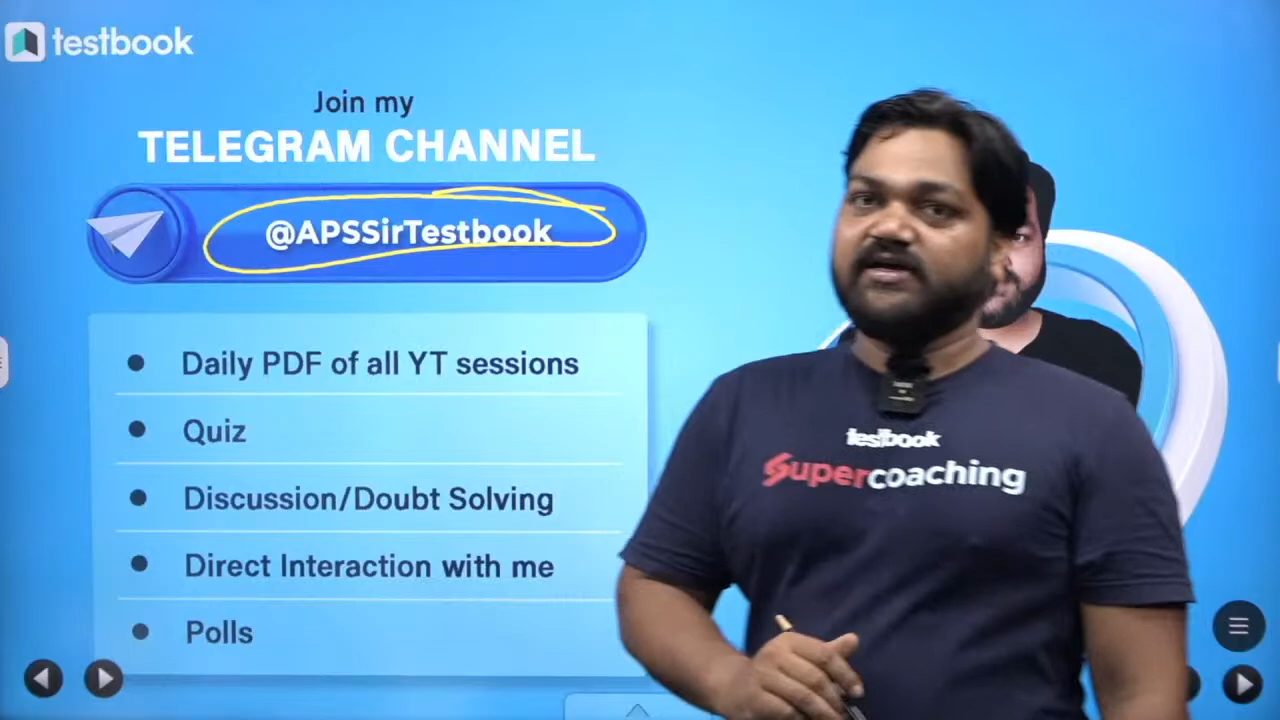 testbook
Join my
TELEGRAM CHANNEL
@APSSirTestbook
Daily PDF of all YT sessions
Quiz
Discussion/Doubt Solving
Direct Interaction with me
Polls
testbook
Supercoaching